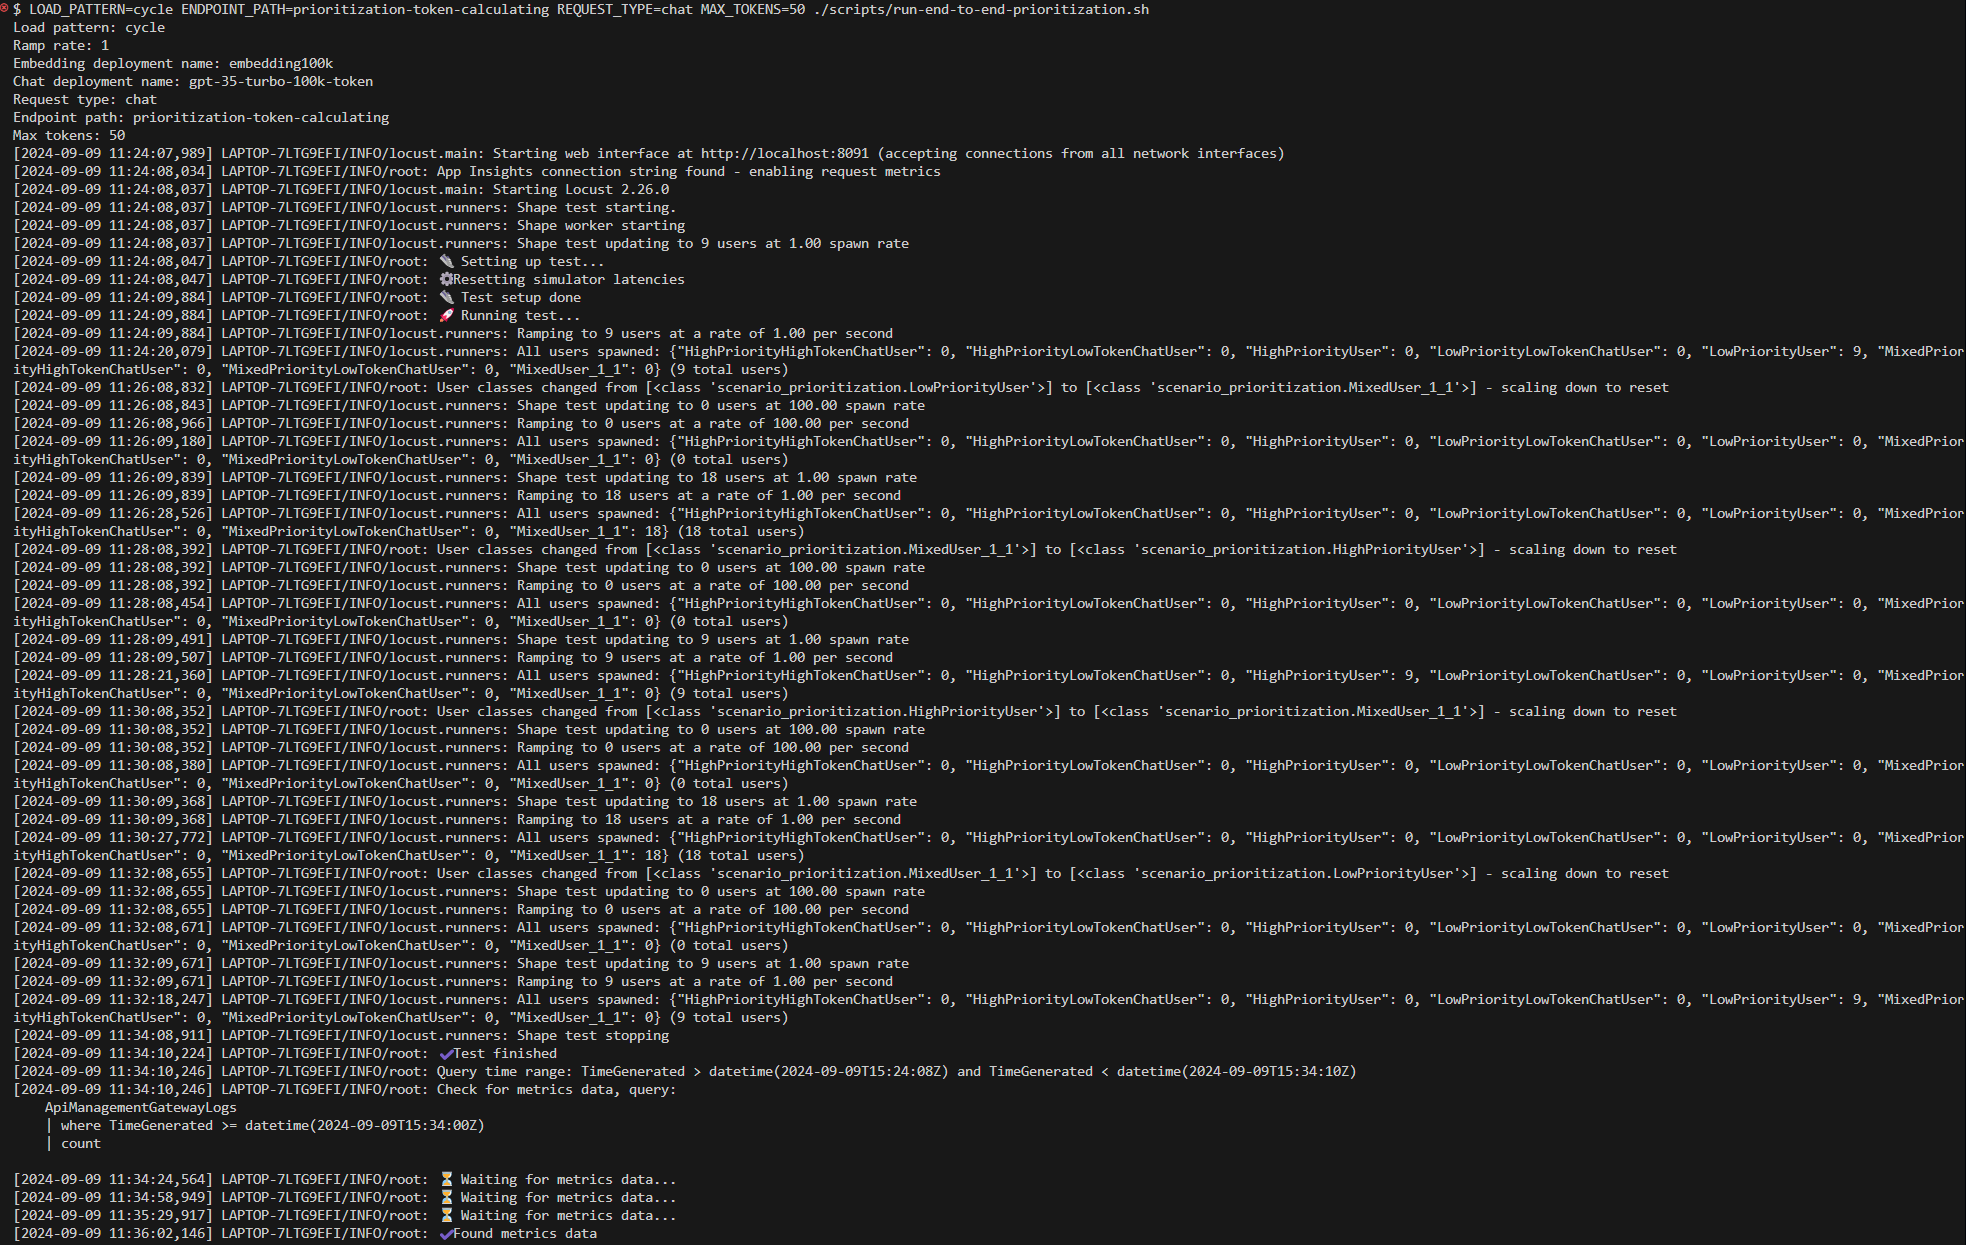 $ LOAD_PATTERN=cycle ENDPOINT_PATH=prioritization-token-calculating REQUEST_TYPE=chat MAX_TOKENS=50 ./scripts/run-end-to-end-prioritization.sh
Load pattern: cycle
Ramp rate: 1
Embedding deployment name: embedding100k
Chat deployment name: gpt-35-turbo-100k-token
Request type: chat
Endpoint path: prioritization-token-calculating
Max tokens: 50
[2024-09-09 11:24:07,989] LAPTOP-7LTG9EFI/INFO/locust.main: Starting web interface at http://localhost:8091 (accepting connections from all network interfaces)
[2024-09-09 11:24:08,034] LAPTOP-7LTG9EFI/INFO/root: App Insights connection string found - enabling request metrics
[2024-09-09 11:24:08,037] LAPTOP-7LTG9EFI/INFO/locust.main: Starting Locust 2.26.0
[2024-09-09 11:24:08,037] LAPTOP-7LTG9EFI/INFO/locust.runners: Shape test starting.
[2024-09-09 11:24:08,037] LAPTOP-7LTG9EFI/INFO/locust.runners: Shape worker starting
[2024-09-09 11:24:08,037] LAPTOP-7LTG9EFI/INFO/locust.runners: Shape test updating to 9 users at 1.00 spawn rate
[2024-09-09 11:24:08,047] LAPTOP-7LTG9EFI/INFO/root: Setting up test...
[2024-09-09 11:24:08,047] LAPTOP-7LTG9EFI/INFO/root: ⚙Resetting simulator latencies
[2024-09-09 11:24:09,884] LAPTOP-7LTG9EFI/INFO/root: Test setup done
[2024-09-09 11:24:09,884] LAPTOP-7LTG9EFI/INFO/root: 🚀 Running test...
[2024-09-09 11:24:09,884] LAPTOP-7LTG9EFI/INFO/locust.runners: Ramping to 9 users at a rate of 1.00 per second
[2024-09-09 11:24:20,079] LAPTOP-7LTG9EFI/INFO/locust.runners: All users spawned: {"HighPriorityHighTokenChatUser": 0, "HighPriorityLowTokenChatUser": 0, "HighPriorityUser": 0, "LowPriorityLowTokenChatUser": 0, "LowPriorityUser": 9, "MixedPrior
ityHighTokenChatUser": 0, "MixedPriorityLowTokenChatUser": 0, "MixedUser_1_1": 0} (9 total users)
[2024-09-09 11:26:08,832] LAPTOP-7LTG9EFI/INFO/root: User classes changed from [<class 'scenario_prioritization.LowPriorityUser'>] to [<class 'scenario_prioritization.MixedUser_1_1'>] - scaling down to reset
[2024-09-09 11:26:08,843] LAPTOP-7LTG9EFI/INFO/locust.runners: Shape test updating to 0 users at 100.00 spawn rate
[2024-09-09 11:26:08,966] LAPTOP-7LTG9EFI/INFO/locust.runners: Ramping to 0 users at a rate of 100.00 per second
[2024-09-09 11:26:09,180] LAPTOP-7LTG9EFI/INFO/locust.runners: All users spawned: {"HighPriorityHighTokenChatUser": 0, "HighPriorityLowTokenChatUser": 0, "HighPriorityUser": 0, "LowPriorityLowTokenChatUser": 0, "LowPriorityUser": 0, "MixedPrior
ityHighTokenChatUser": 0, "MixedPriorityLowTokenChatUser": 0, "MixedUser_1_1": 0} (0 total users)
[2024-09-09 11:26:09,839] LAPTOP-7LTG9EFI/INFO/locust.runners: Shape test updating to 18 users at 1.00 spawn rate
[2024-09-09 11:26:09,839] LAPTOP-7LTG9EFI/INFO/locust.runners: Ramping to 18 users at a rate of 1.00 per second
[2024-09-09 11:26:28,526] LAPTOP-7LTG9EFI/INFO/locust.runners: All users spawned: {"HighPriorityHighTokenChatUser": 0, "HighPriorityLowTokenChatUser": 0, "HighPriorityUser": 0, "LowPriorityLowTokenChatUser": 0, "LowPriorityUser": 0, "MixedPrior
ityHighTokenChatUser": 0, "MixedPriorityLowTokenChatUser": 0, "MixedUser_1_1": 18} (18 total users)
[2024-09-09 11:28:08,392] LAPTOP-7LTG9EFI/INFO/root: User classes changed from [<class 'scenario_prioritization.MixedUser_1_1'>] to [<class 'scenario_prioritization.HighPriorityUser'>] - scaling down to reset
[2024-09-09 11:28:08,392] LAPTOP-7LTG9EFI/INFO/locust.runners: Shape test updating to 0 users at 100.00 spawn rate
[2024-09-09 11:28:08,392] LAPTOP-7LTG9EFI/INFO/locust.runners: Ramping to 0 users at a rate of 100.00 per second
[2024-09-09 11:28:08,454] LAPTOP-7LTG9EFI/INFO/locust.runners: All users spawned: {"HighPriorityHighTokenChatUser": 0, "HighPriorityLowTokenChatUser": 0, "HighPriorityUser": 0, "LowPriorityLowTokenChatUser": 0, "LowPriorityUser": 0, "MixedPrior
ityHighTokenChatUser": 0, "MixedPriorityLowTokenChatUser": 0, "MixedUser_1_1": 0} (0 total users)
[2024-09-09 11:28:09,491] LAPTOP-7LTG9EFI/INFO/locust.runners: Shape test updating to 9 users at 1.00 spawn rate
[2024-09-09 11:28:09,507] LAPTOP-7LTG9EFI/INFO/locust.runners: Ramping to 9 users at a rate of 1.00 per second
[2024-09-09 11:28:21,360] LAPTOP-7LTG9EFI/INFO/locust.runners: All users spawned: {"HighPriorityHighTokenChatUser": 0, "HighPriorityLowTokenChatUser": 0, "HighPriorityUser": 9, "LowPriorityLowTokenChatUser": 0, "LowPriorityUser": 0, "MixedPrior
ityHighTokenChatUser": 0, "MixedPriorityLowTokenChatUser": 0, "MixedUser_1_1": 0} (9 total users)
[2024-09-09 11:30:08,352] LAPTOP-7LTG9EFI/INFO/root: User classes changed from [<class 'scenario_prioritization.HighPriorityUser'>] to [<class 'scenario_prioritization.MixedUser_1_1'>] - scaling down to reset
[2024-09-09 11:30:08,352] LAPTOP-7LTG9EFI/INFO/locust.runners: Shape test updating to 0 users at 100.00 spawn rate
[2024-09-09 11:30:08,352] LAPTOP-7LTG9EFI/INFO/locust.runners: Ramping to 0 users at a rate of 100.00 per second
[2024-09-09 11:30:08,380] LAPTOP-7LTG9EFI/INFO/locust.runners: All users spawned: {"HighPriorityHighTokenChatUser": 0, "HighPriorityLowTokenChatUser": 0, "HighPriorityUser": 0, "LowPriorityLowTokenChatUser": 0, "LowPriorityUser": 0, "MixedPrior
ityHighTokenChatUser": 0, "MixedPriorityLowTokenChatUser": 0, "MixedUser_1_1": 0} (0 total users)
[2024-09-09 11:30:09,368] LAPTOP-7LTG9EFI/INFO/locust.runners: Shape test updating to 18 users at 1.00 spawn rate
[2024-09-09 11:30:09,368] LAPTOP-7LTG9EFI/INFO/locust.runners: Ramping to 18 users at a rate of 1.00 per second
[2024-09-09 11:30:27,772] LAPTOP-7LTG9EFI/INFO/locust.runners: All users spawned: {"HighPriorityHighTokenChatUser": 0, "HighPriorityLowTokenChatUser": 0, "HighPriorityUser": 0, "LowPriorityLowTokenChatUser": 0, "LowPriorityUser": 0, "MixedPrior
ityHighTokenChatUser": 0, "MixedPriorityLowTokenChatUser": 0, "MixedUser_1_1": 18} (18 total users)
[2024-09-09 11:32:08,655] LAPTOP-7LTG9EFI/INFO/root: User classes changed from [<class 'scenario_prioritization.MixedUser_1_1'>] to [<class 'scenario_prioritization.LowPriorityUser'>] - scaling down to reset
[2024-09-09 11:32:08,655] LAPTOP-7LTG9EFI/INFO/locust.runners: Shape test updating to 0 users at 100.00 spawn rate
[2024-09-09 11:32:08,655] LAPTOP-7LTG9EFI/INFO/locust.runners: Ramping to 0 users at a rate of 100.00 per second
[2024-09-09 11:32:08,671] LAPTOP-7LTG9EFI/INFO/locust.runners: All users spawned: {"HighPriorityHighTokenChatUser": 0, "HighPriorityLowTokenChatUser": 0, "HighPriorityUser": 0, "LowPriorityLowTokenChatUser": 0, "LowPriorityUser": 0, "MixedPrior
ityHighTokenChatUser": 0, "MixedPriorityLowTokenChatUser": 0, "MixedUser_1_1": 0} (0 total users)
[2024-09-09 11:32:09,671] LAPTOP-7LTG9EFI/INFO/locust.runners: Shape test updating to 9 users at 1.00 spawn rate
[2024-09-09 11:32:09,671] LAPTOP-7LTG9EFI/INFO/locust.runners: Ramping to 9 users at a rate of 1.00 per second
[2024-09-09 11:32:18,247] LAPTOP-7LTG9EFI/INFO/locust.runners: All users spawned: {"HighPriorityHighTokenChatUser": 0, "HighPriorityLowTokenChatUser": 0, "HighPriorityUser": 0, "LowPriorityLowTokenChatUser": 0, "LowPriorityUser": 9, "MixedPrior
ityHighTokenChatUser": 0, "MixedPriorityLowTokenChatUser": 0, "MixedUser_1_1": 0} (9 total users)
[2024-09-09 11:34:08,911] LAPTOP-7LTG9EFI/INFO/locust.runners: Shape test stopping
[2024-09-09 11:34:10,224] LAPTOP-7LTG9EFI/INFO/root: ✔Test finished
[2024-09-09 11:34:10,246] LAPTOP-7LTG9EFI/INFO/root: Query time range: TimeGenerated > datetime(2024-09-09T15:24:08Z) and TimeGenerated < datetime(2024-09-09T15:34:10Z)
[2024-09-09 11:34:10,246] LAPTOP-7LTG9EFI/INFO/root: Check for metrics data, query:
ApiManagementGatewayLogs
| where TimeGenerated >= datetime(2024-09-09T15:34:00Z)
| count
[2024-09-09 11:34:24,564] LAPTOP-7LTG9EFI/INFO/root: ⏳ Waiting for metrics data...
[2024-09-09 11:34:58,949] LAPTOP-7LTG9EFI/INFO/root: ⏳ Waiting for metrics data...
[2024-09-09 11:35:29,917] LAPTOP-7LTG9EFI/INFO/root: ⏳ Waiting for metrics data...
[2024-09-09 11:36:02,146] LAPTOP-7LTG9EFI/INFO/root: ✔Found metrics data